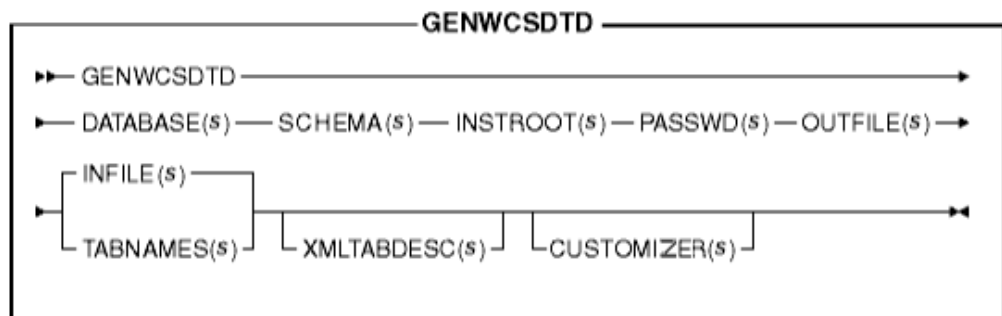 GENWCSDTD
GENWCSDTD
DATABASE(s) SCHEMA(s) INSTROOT(s) PASSWD(s) OUTFILE(s)
INFILE(s)
TABNAMES(s) XMLTABDESC(s) CUSTOMIZER(s)